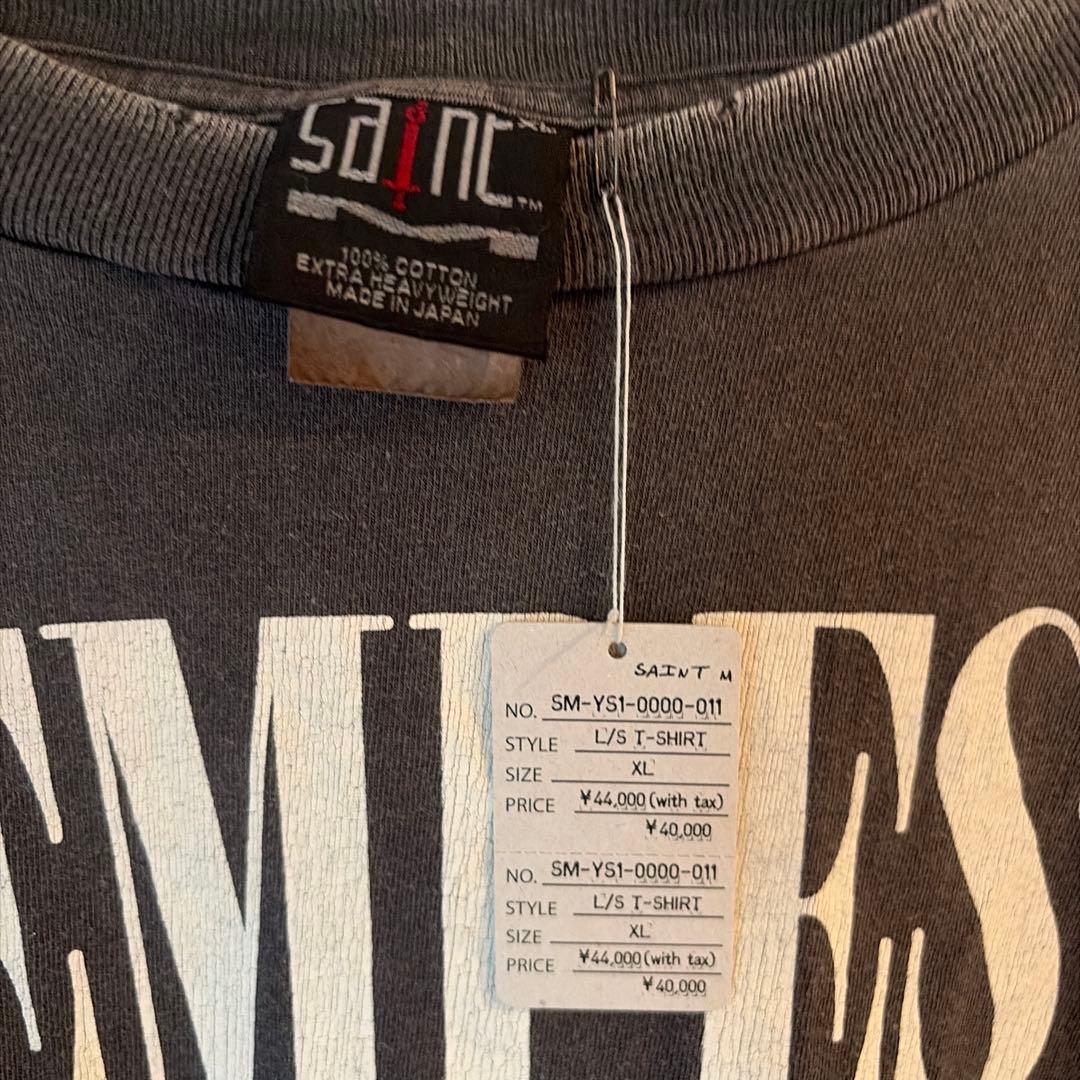 saint XL
TM
100% COTTON
EXTRA HEAVYWEIGHT
MADE IN JAPAN
SAINT M
NO. SM-YS1-0000-011
STYLE L/S T-SHIRT
SIZE XL
PRICE ¥44,000(with tax)
¥40,000
NO. SM-YS1-0000-011
STYLE L/S T-SHIRT
SIZE XL
PRICE ¥44,000(with tax)
¥40,000